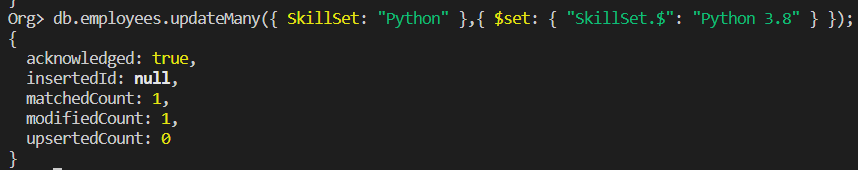 Org> db.employees.updateMany({ SkillSet: "Python" },{ $set: { "SkillSet.$": "Python 3.8" } });
{
  acknowledged: true,
  insertedId: null,
  matchedCount: 1,
  modifiedCount: 1,
  upsertedCount: 0
}